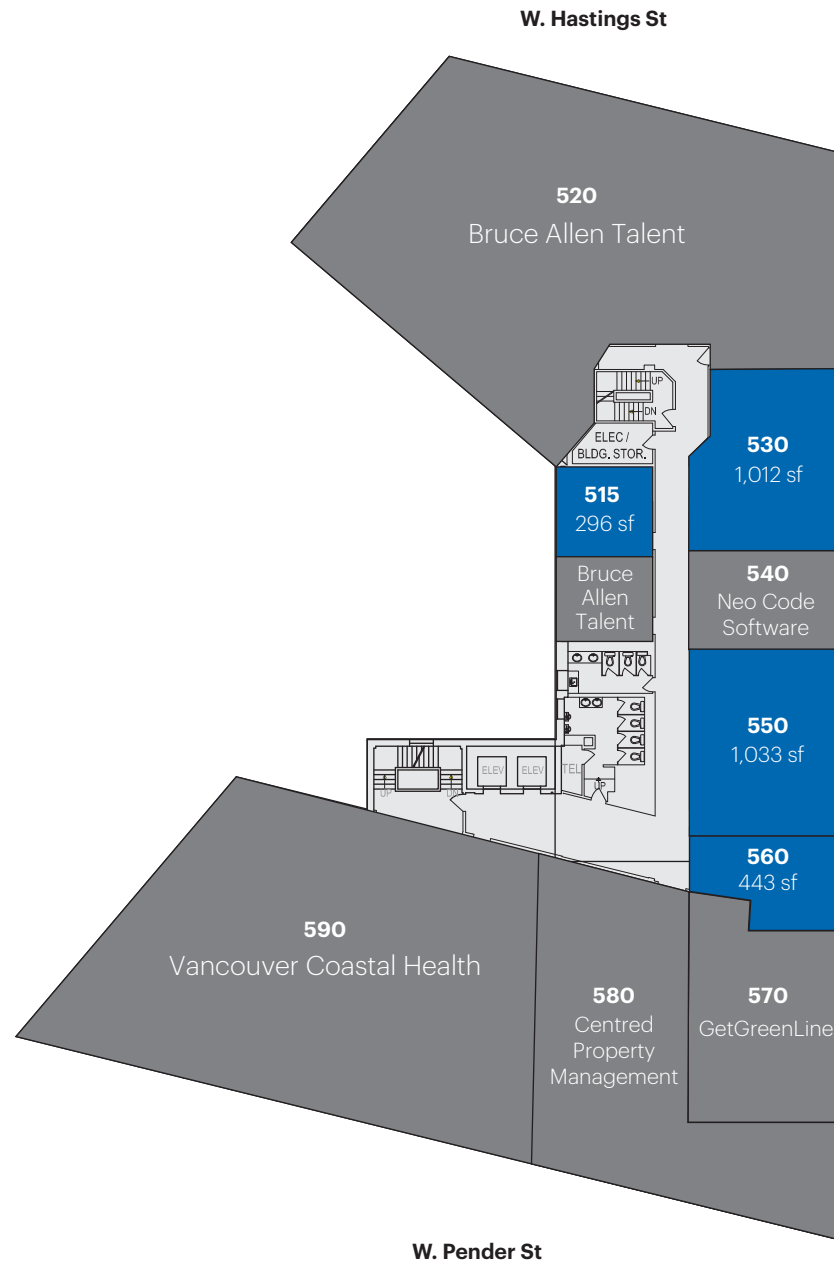 W. Hastings St
520
Bruce Allen Talent
UP
DN
ELEC /
BLDG. STOR.
530
1,012 sf
515
296 sf
Bruce
Allen
Talent
540
Neo Code
Software
550
1,033 sf
ELEV
ELEV
TEL
UP
DN
UP
560
443 sf
590
Vancouver Coastal Health
580
Centred
Property
Management
570
GetGreenLine
W. Pender St